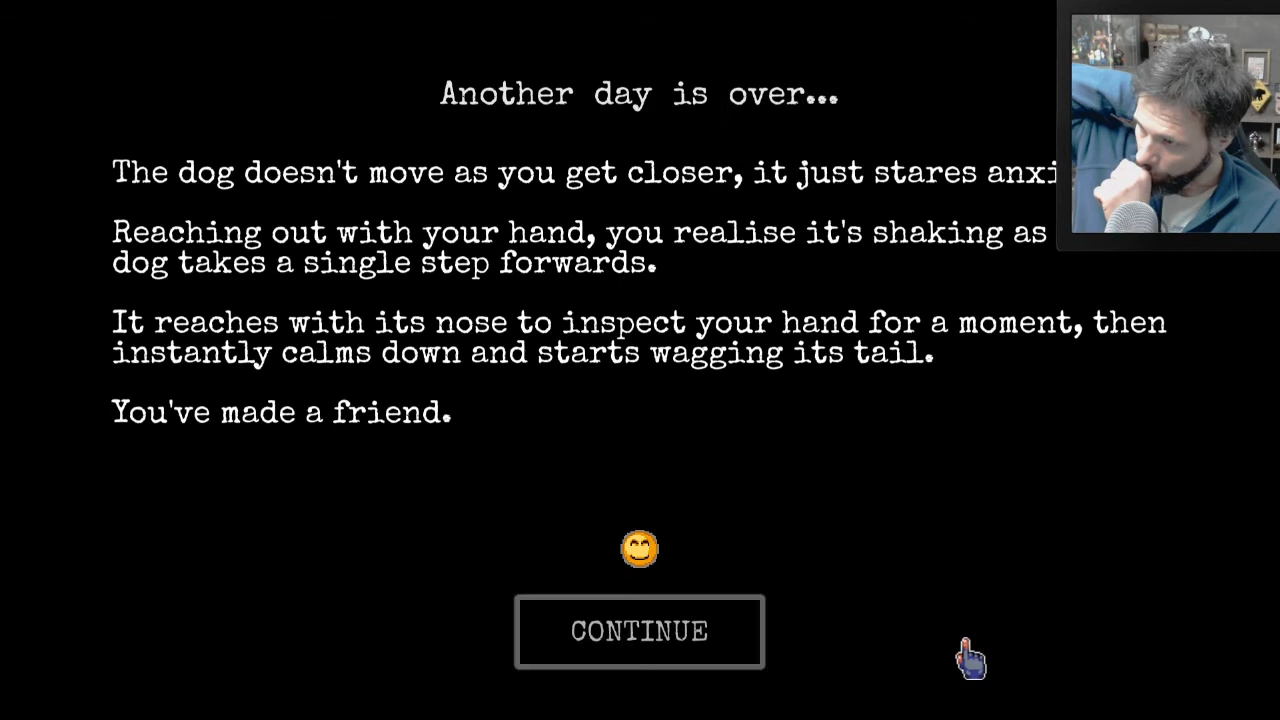 Another day is over...
The dog doesn't move as you get closer, it just stares
Reaching out with your hand, you realise it's shaking as
dog takes a single step forwards.
It reaches with its nose to inspect your hand for a moment, then
instantly calms down and starts wagging its tail.
You've made a friend.
CONTINUE